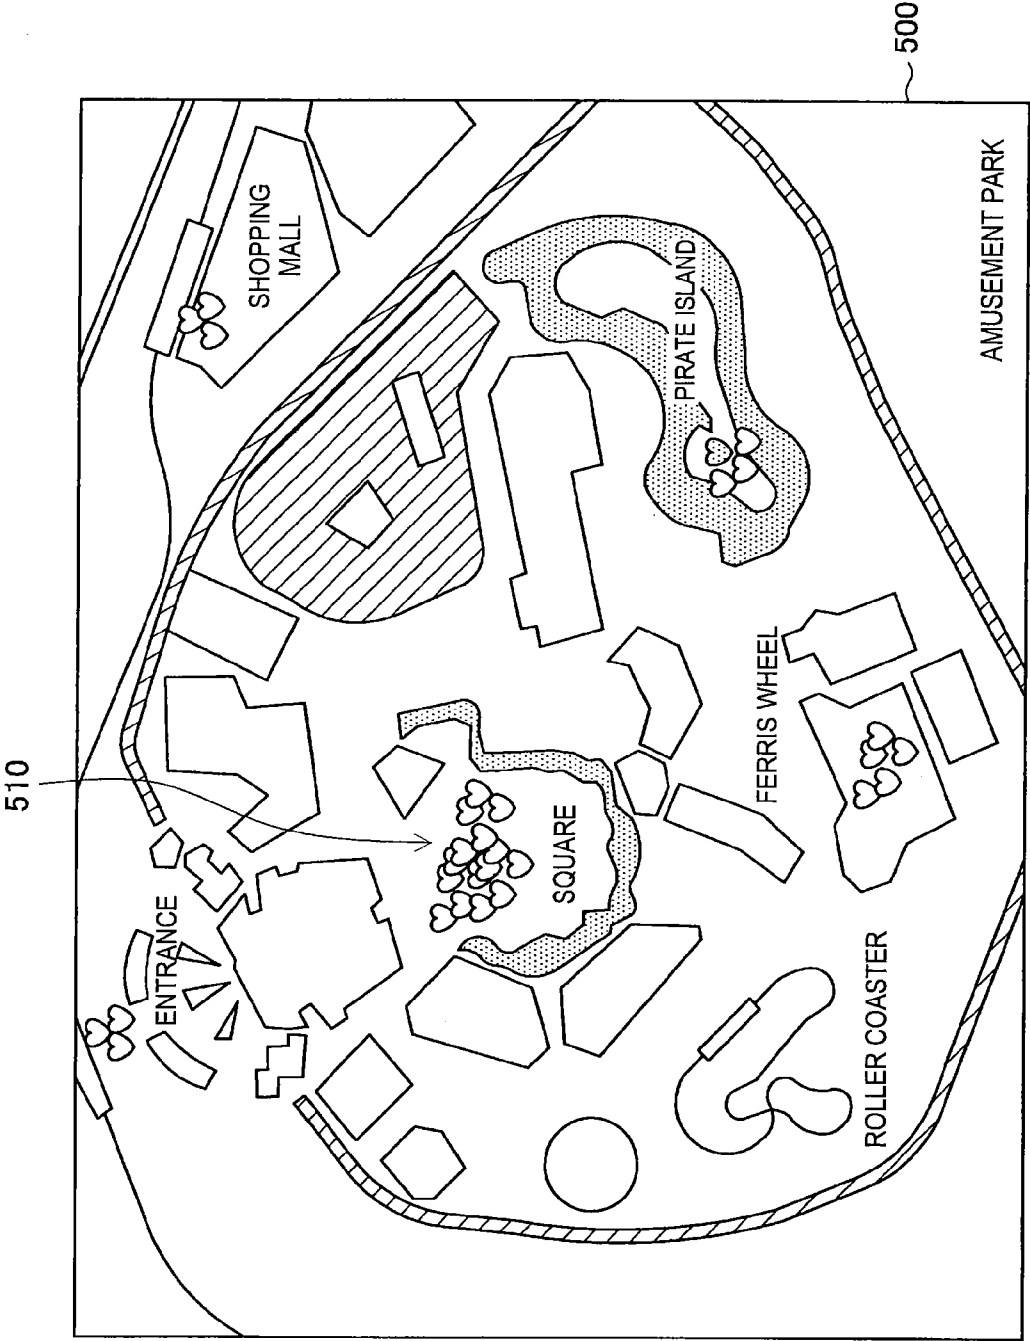 500
AMUSEMENT PARK
SHOPPING
MALL
PIRATE ISLAND
510
FERRIS WHEEL
SQUARE
ENTRANCE
ROLLER COASTER